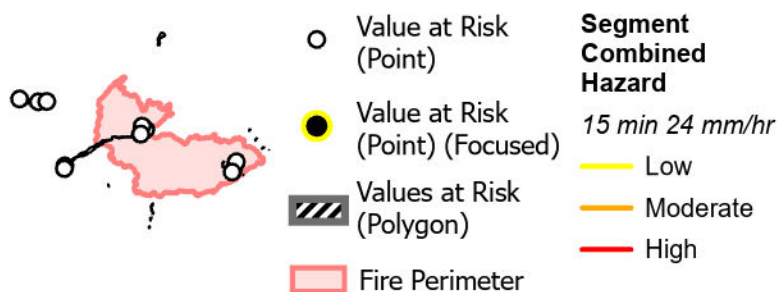 Value at Risk
(Point)
Value at Risk
(Point) (Focused)
Values at Risk
(Polygon)
Fire Perimeter
Segment
Combined
Hazard
15 min 24 mm/hr
Low
Moderate
High